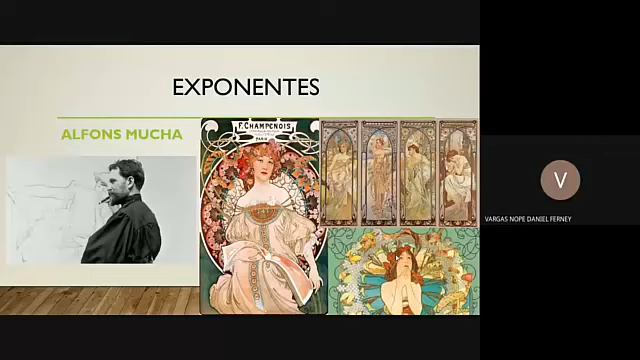 EXPONENTES
ALFONS MUCHA
F. CHAMPENOIS
PARIS
V
VARGAS NOPE DANIEL FERNEY